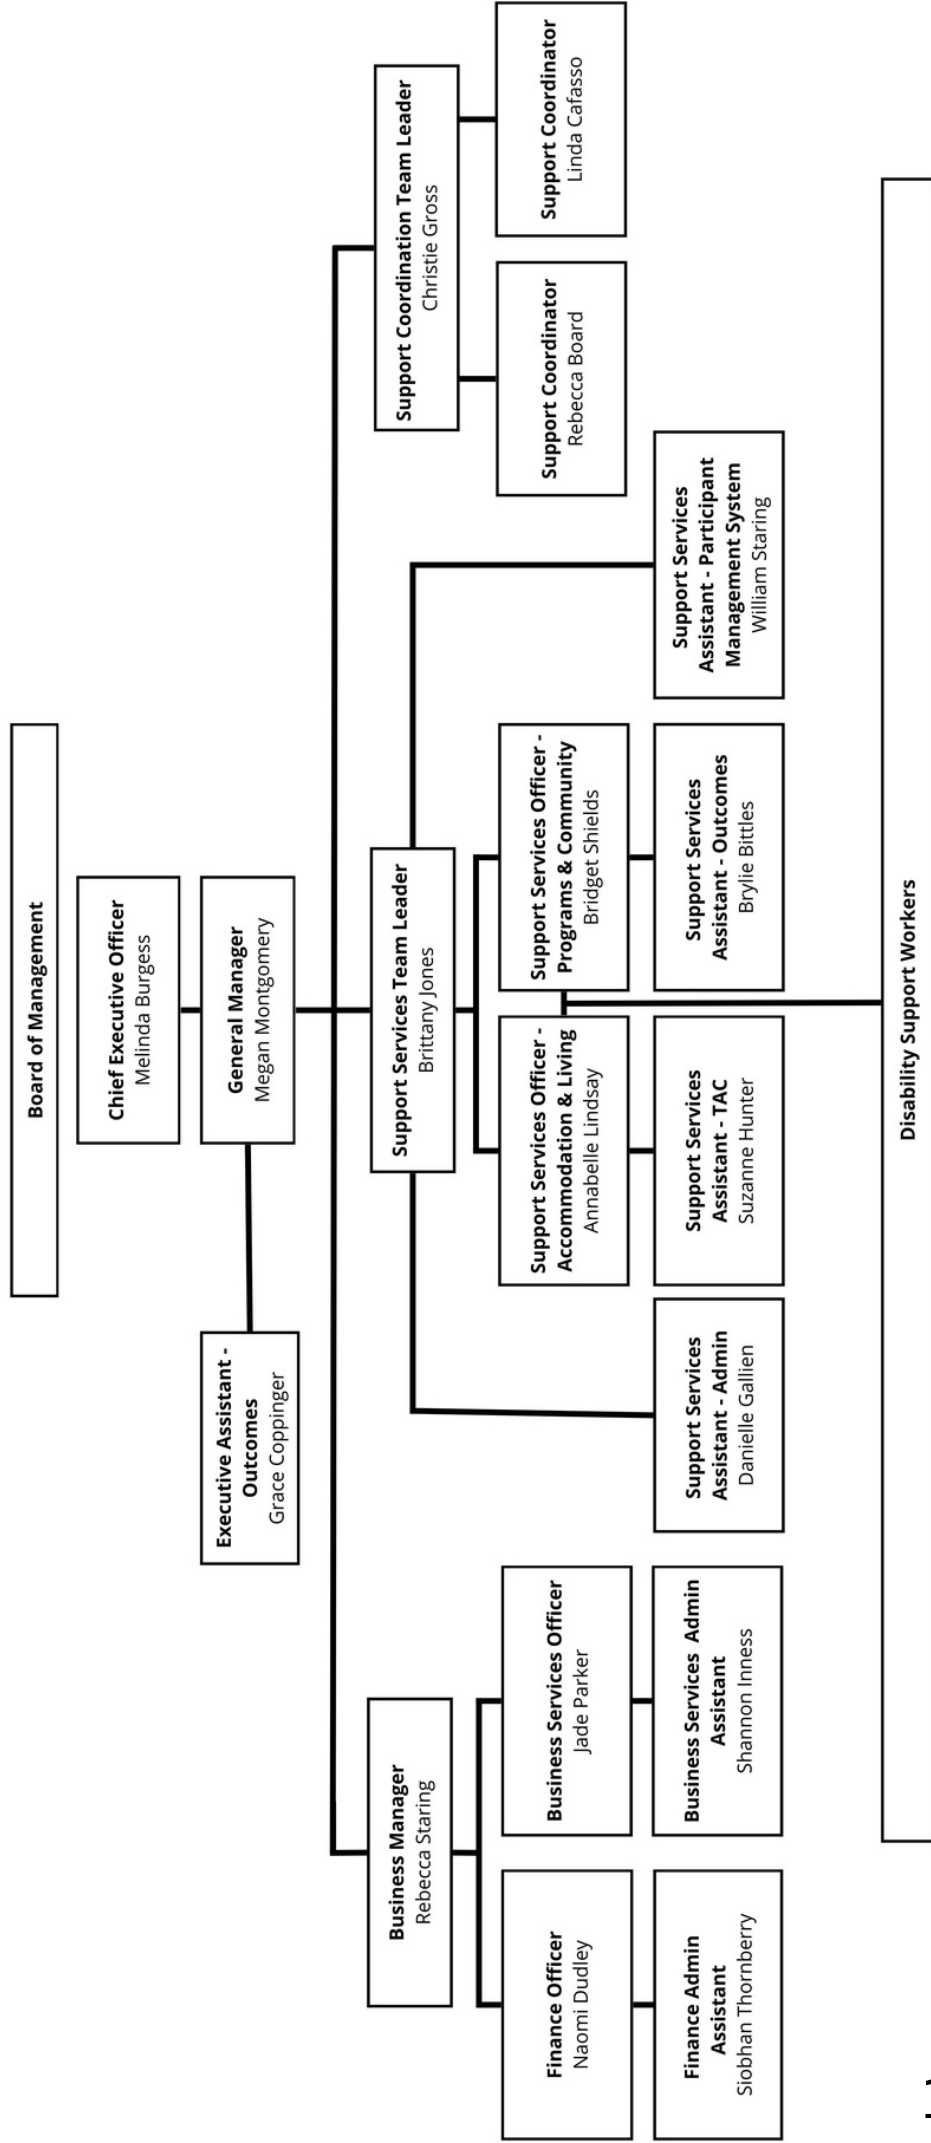 Board of Management
Chief Executive Officer
Melinda Burgess
General Manager
Megan Montgomery
Executive Assistant -
Outcomes
Grace Coppinger
Business Manager
Rebecca Staring
Support Services Team Leader
Brittany Jones
Support Coordination Team Leader
Christie Gross
Finance Officer
Naomi Dudley
Business Services Officer
Jade Parker
Support Services Officer -
Accommodation & Living
Annabelle Lindsay
Support Services Officer -
Programs & Community
Bridget Shields
Support Coordinator
Rebecca Board
Support Coordinator
Linda Cafasso
Finance Admin
Assistant
Siobhan Thornberry
Business Services Admin
Assistant
Shannon Inness
Support Services
Assistant - Admin
Danielle Gallien
Support Services
Assistant - TAC
Suzanne Hunter
Support Services
Assistant - Outcomes
Brylie Bittles
Support Services
Assistant - Participant
Management System
William Staring
Disability Support Workers